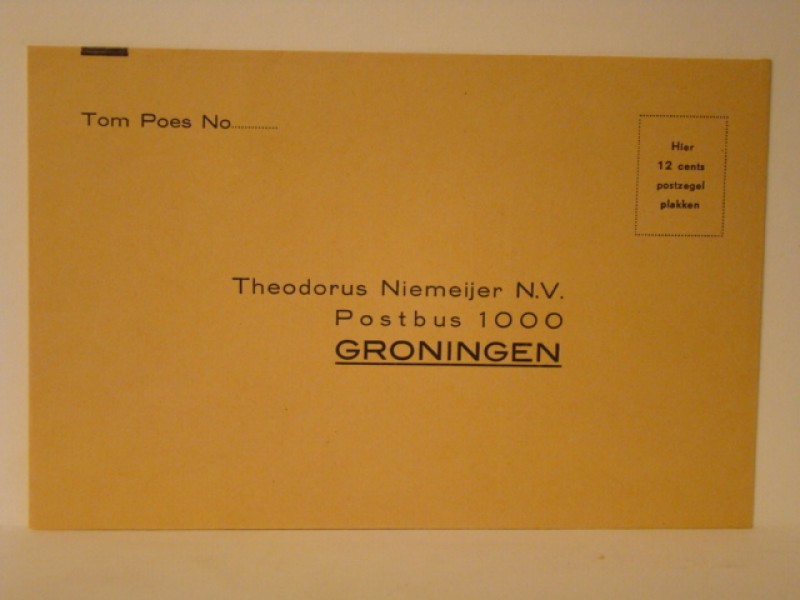 Tom Poes No............
Hier
12 cents
postzegel
plakken
Theodorus Niemeijer N.V.
Postbus 1000
GRONINGEN